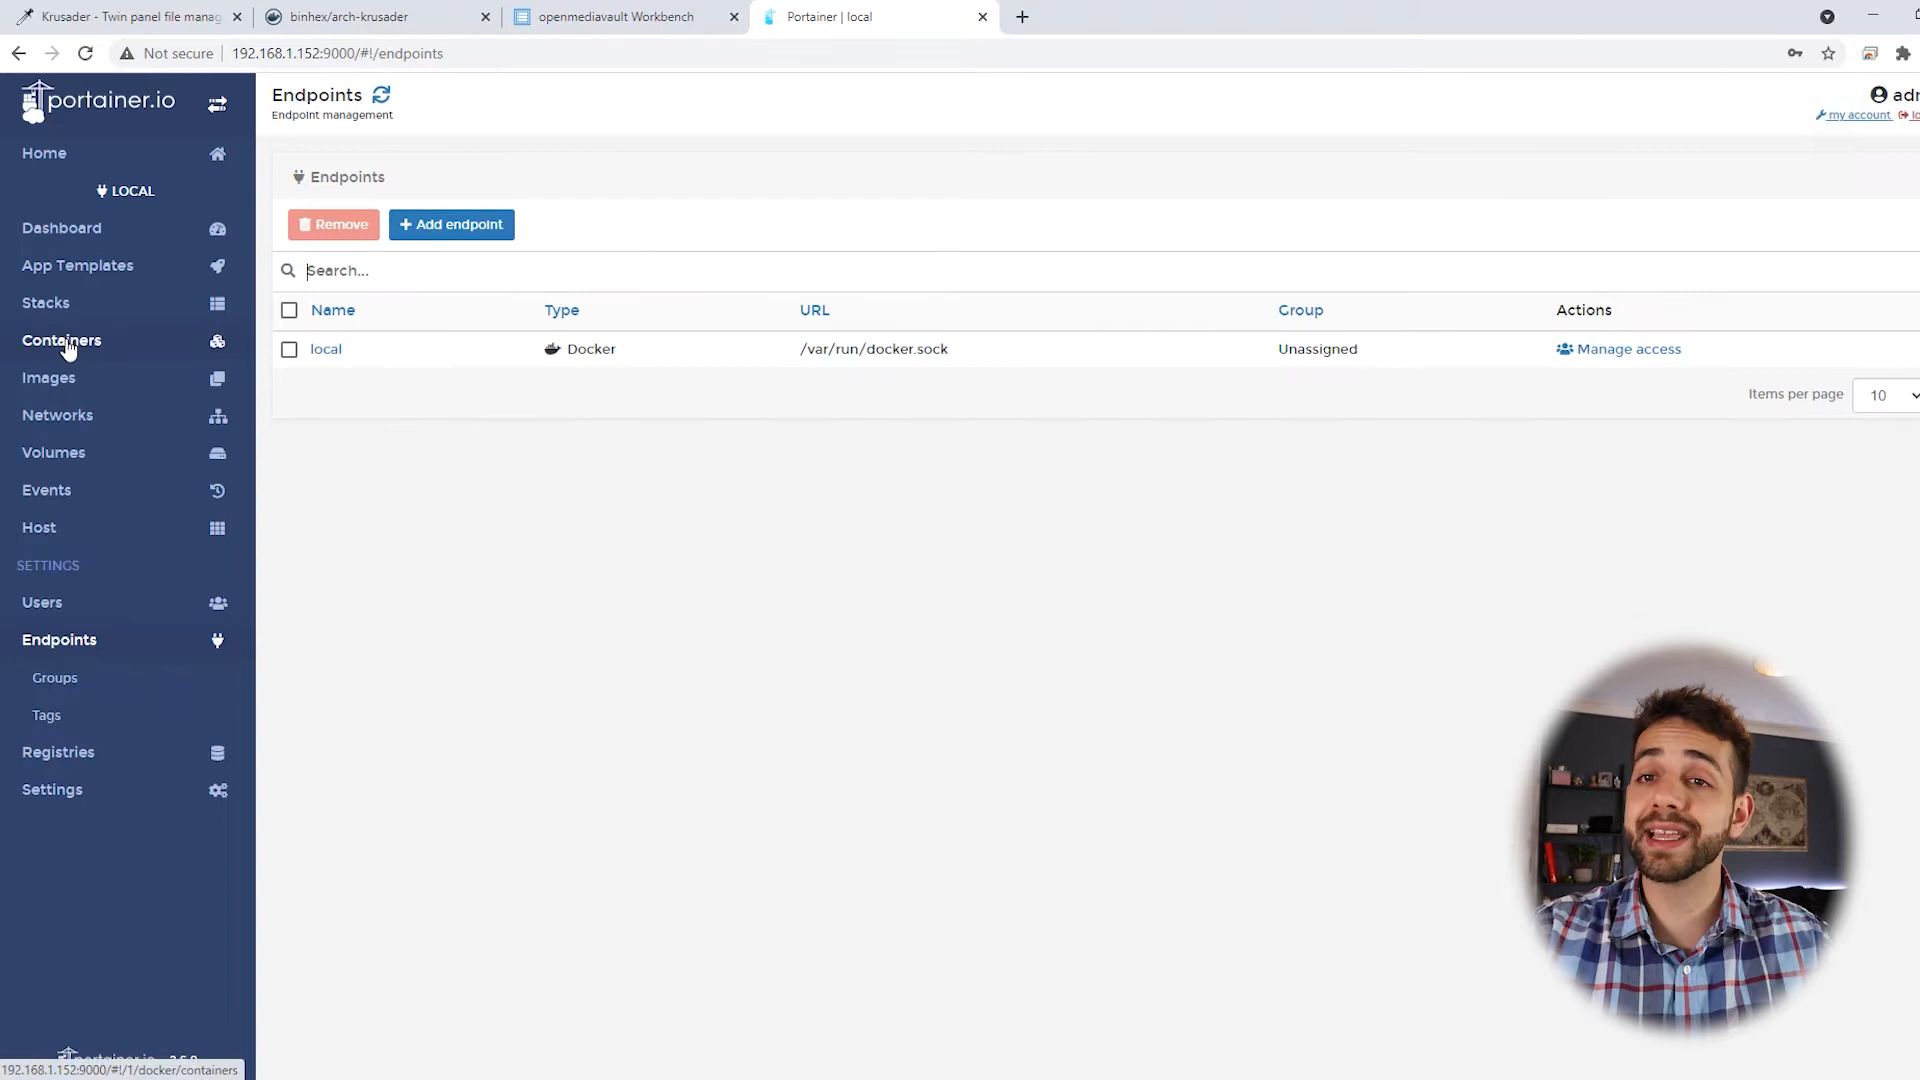 Krusader - Twin panel file manag
binhex/arch-krusader
openmediavault Workbench
Portainer | local
Not secure
192.168.1.152:9000/#!/endpoints
portainer.io
Endpoints
Endpoint management
my account
Home
LOCAL
Dashboard
App Templates
Stacks
Containers
Images
Networks
Volumes
Events
Host
SETTINGS
Users
Endpoints
Groups
Tags
Registries
Settings
Endpoints
Remove
+ Add endpoint
Search...
Name Type URL Group Actions
local Docker /var/run/docker.sock Unassigned Manage access
Items per page 10
192.168.1.152:9000/#!/1/docker/containers